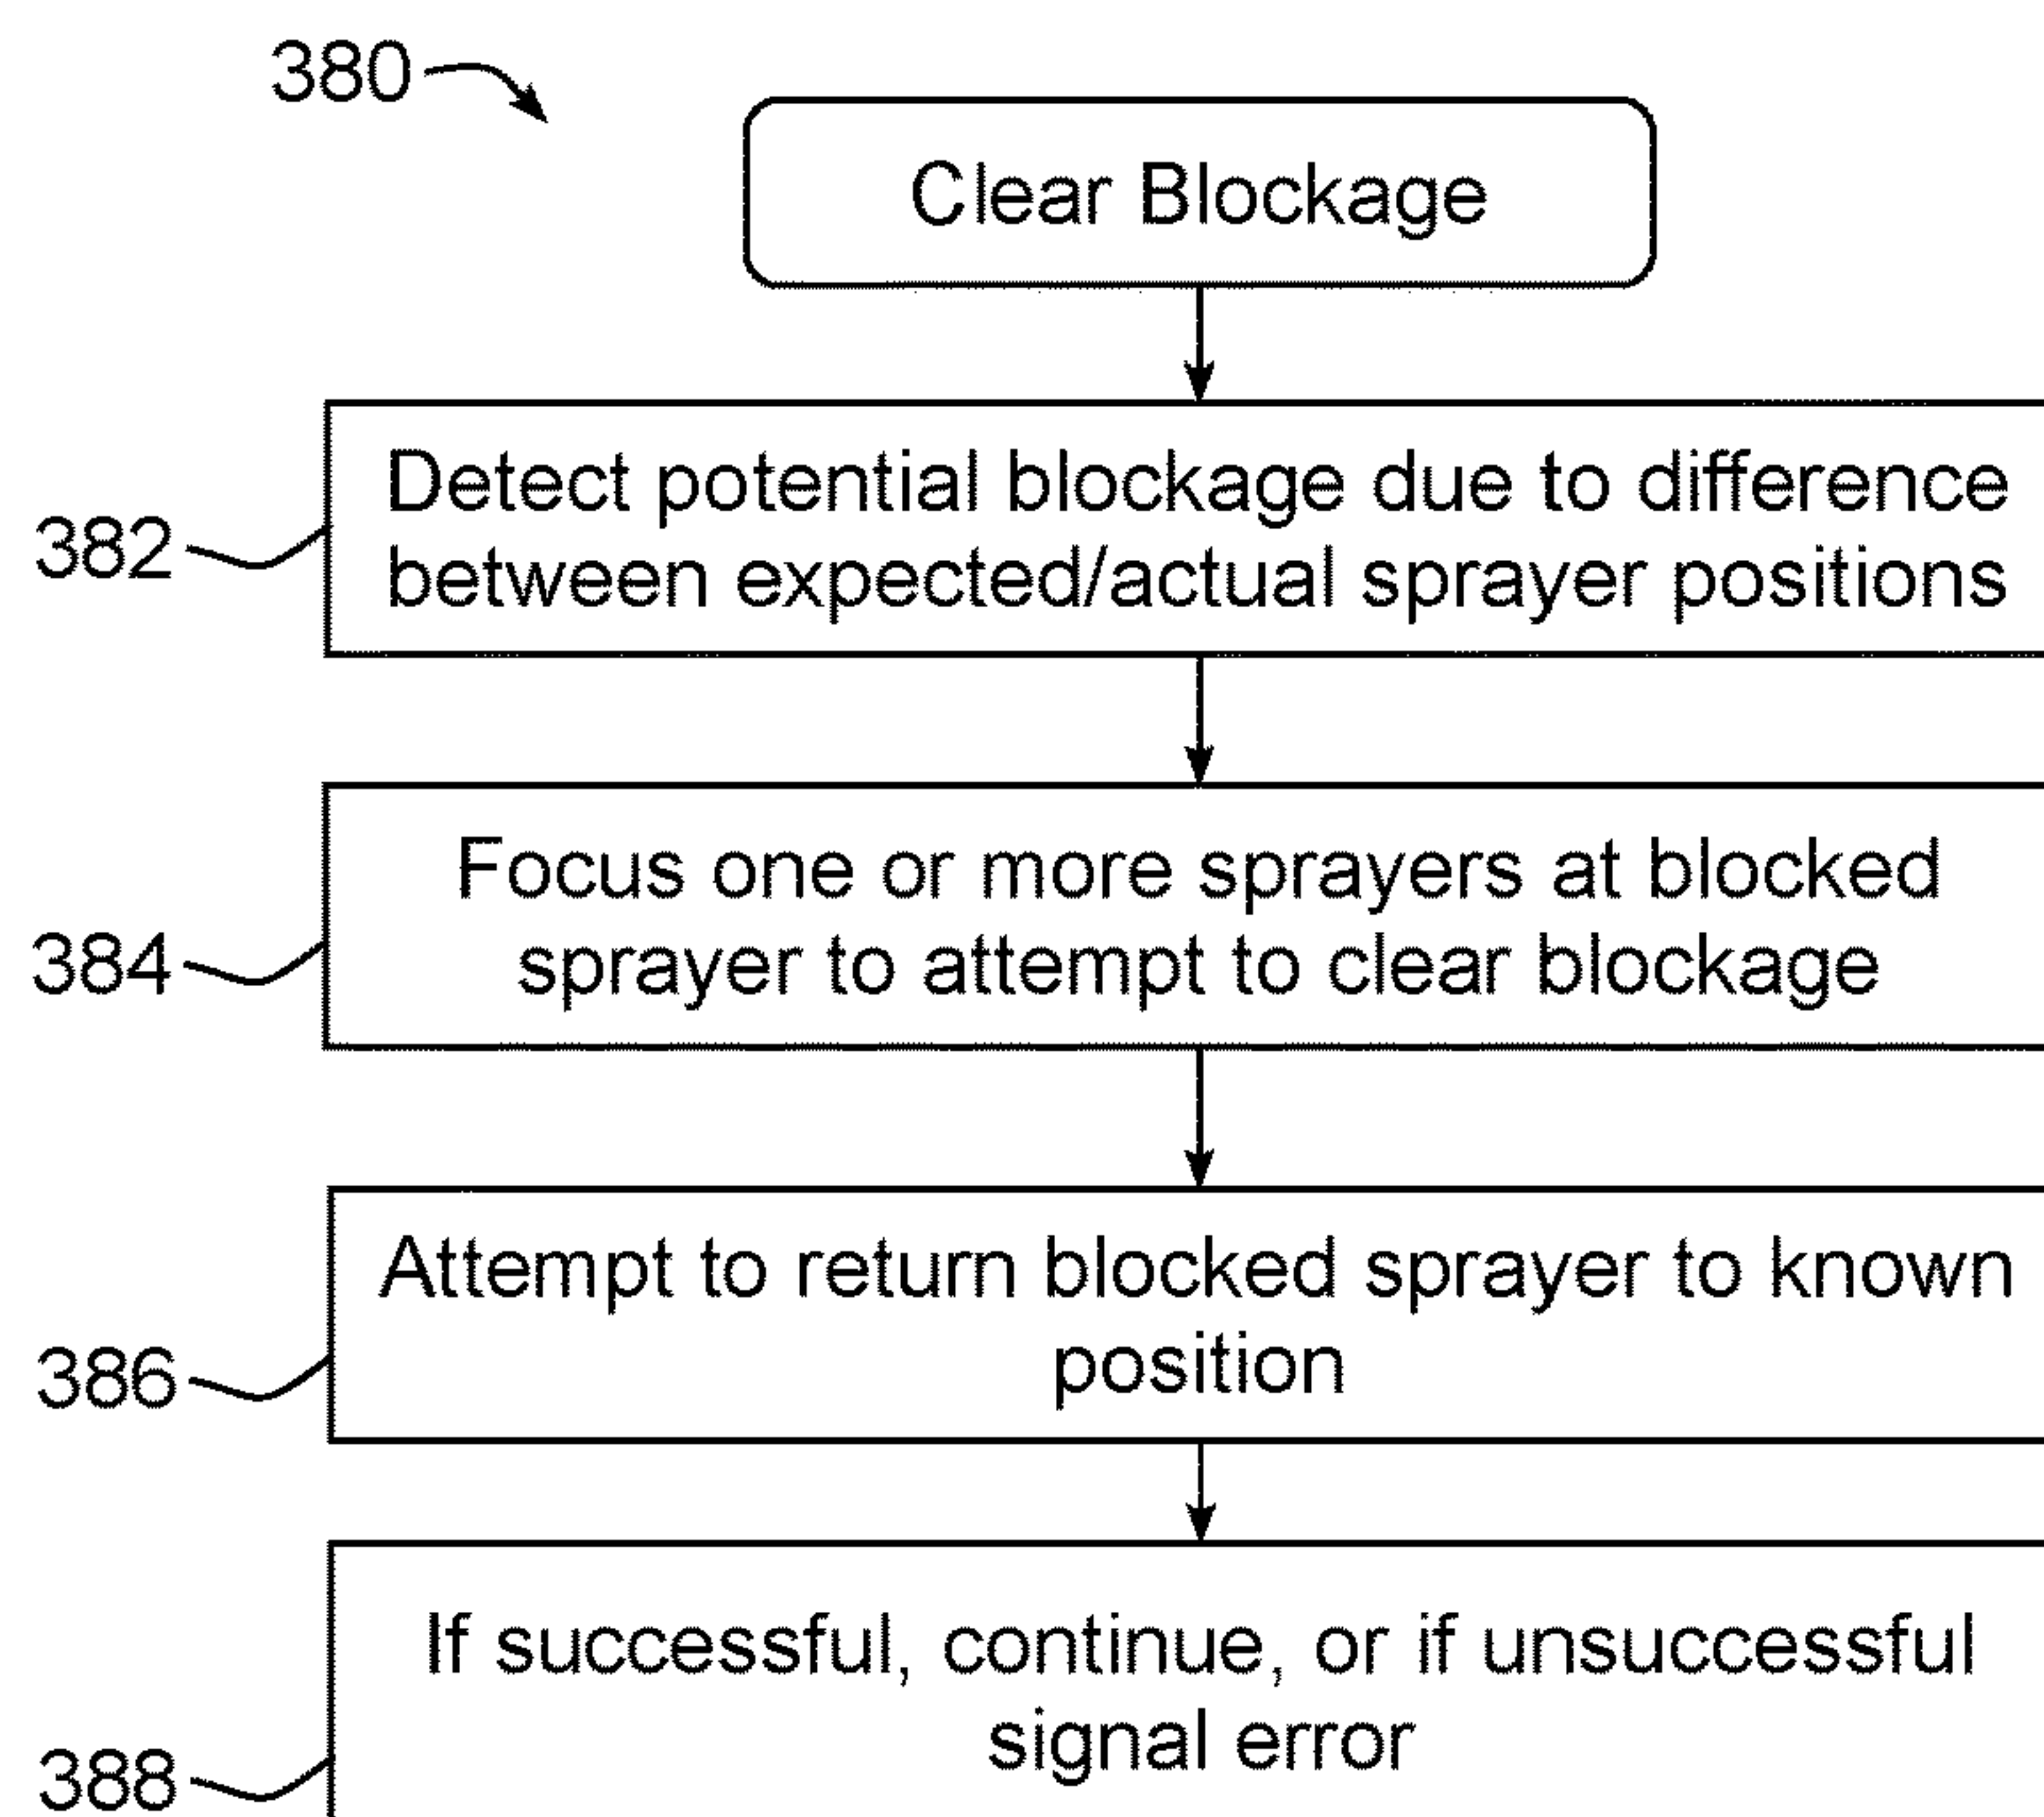 380
Clear Blockage
Detect potential blockage due to difference
between expected/actual sprayer positions
382
Focus one or more sprayers at blocked
sprayer to attempt to clear blockage
384
Attempt to return blocked sprayer to known
position
386
If successful, continue, or if unsuccessful
signal error
388